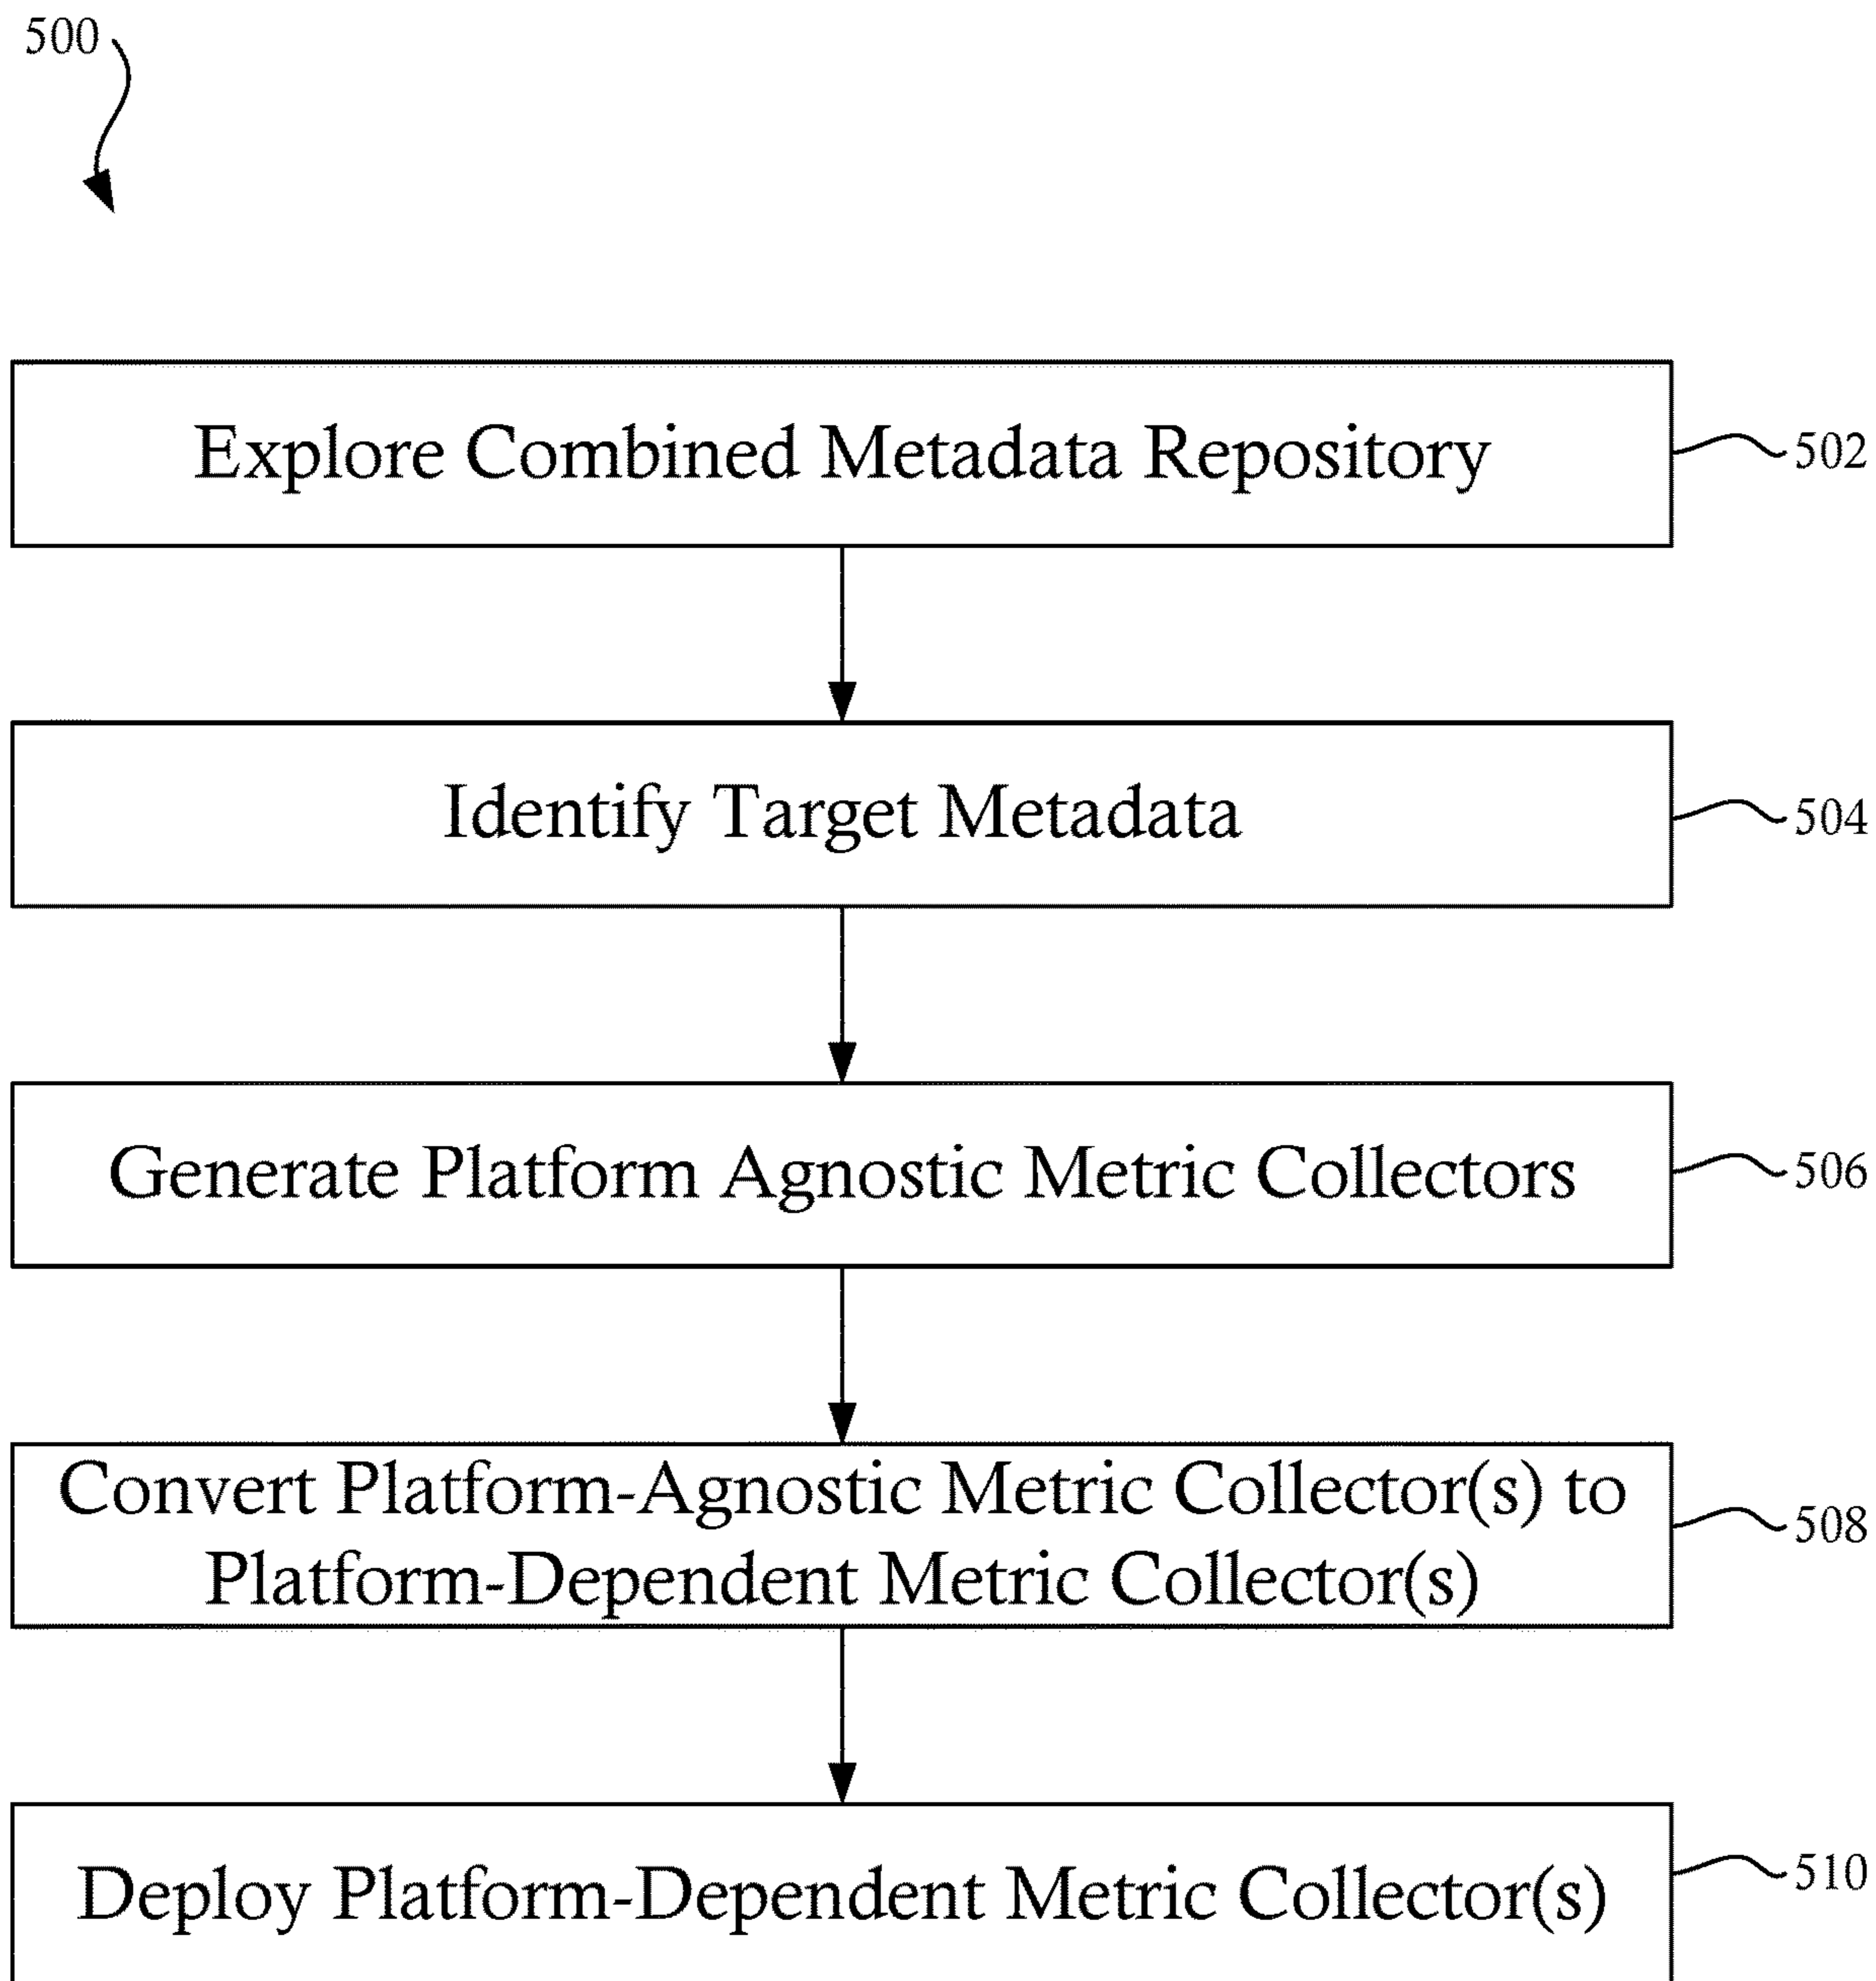 500
Explore Combined Metadata Repository
502
Identify Target Metadata
504
Generate Platform Agnostic Metric Collectors
506
Convert Platform-Agnostic Metric Collector(s) to
Platform-Dependent Metric Collector(s)
508
Deploy Platform-Dependent Metric Collector(s)
510